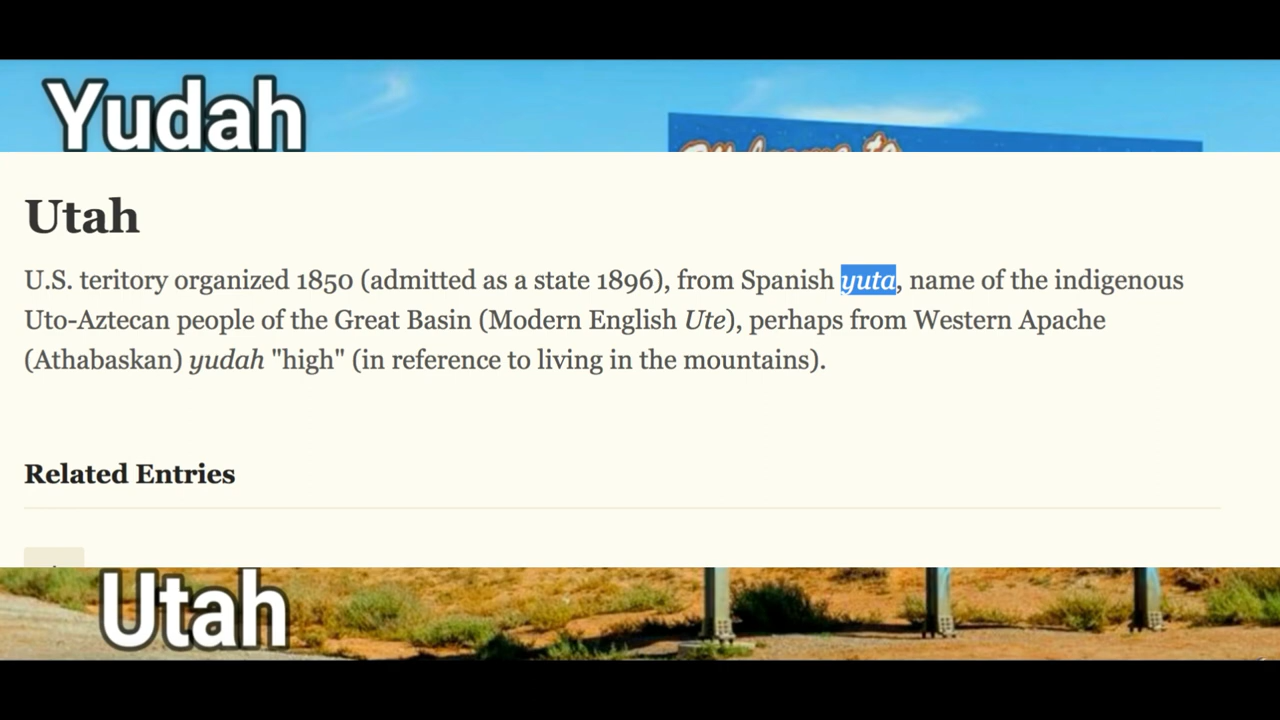 Yudah
Welcome to
Utah
U.S. teritory organized 1850 (admitted as a state 1896), from Spanish yuta, name of the indigenous
Uto-Aztecan people of the Great Basin (Modern English Ute), perhaps from Western Apache
(Athabaskan) yudah "high" (in reference to living in the mountains).
Related Entries
Utah